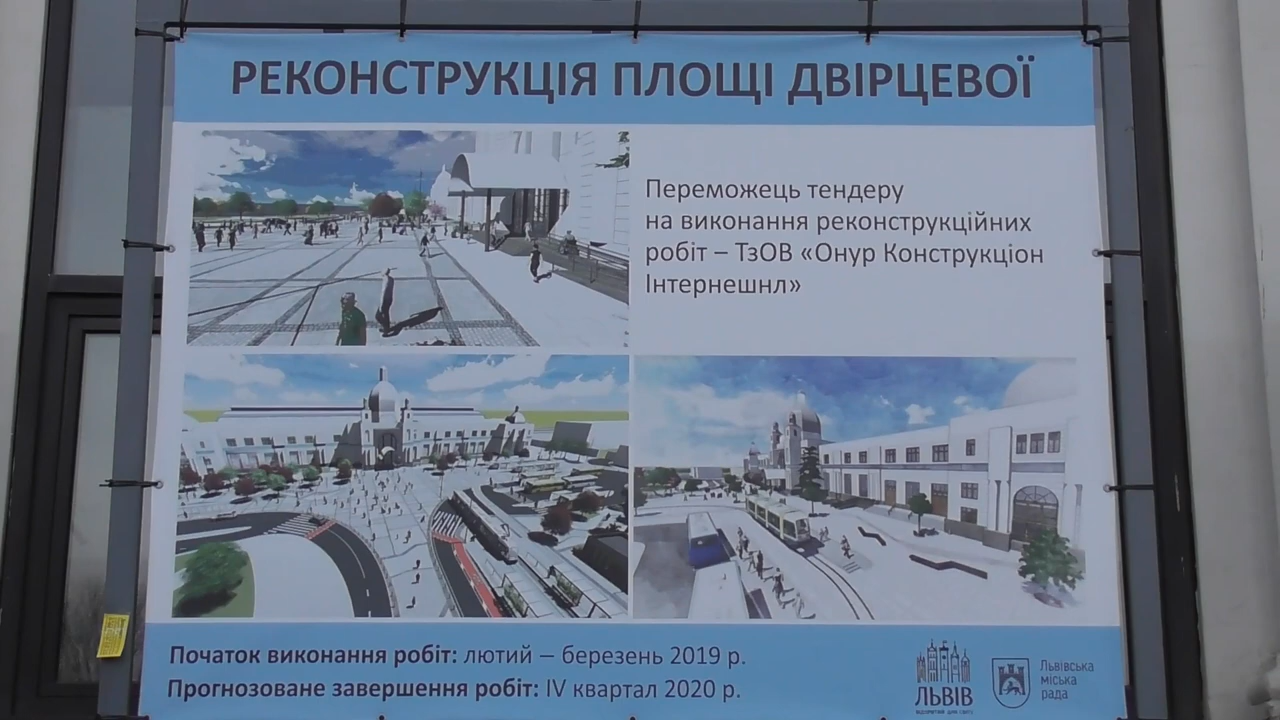 РЕКОНСТРУКЦІЯ ПЛОЩІ ДВІРЦЕВОЇ
Переможець тендеру
на виконання реконструкційних
робіт – ТзОВ «Онур Конструкціон
Інтернешнл»
Початок виконання робіт: лютий – березень 2019 р.
Прогнозоване завершення робіт: IV квартал 2020 р.
ЛЬВІВ
Львівська
міська
рада